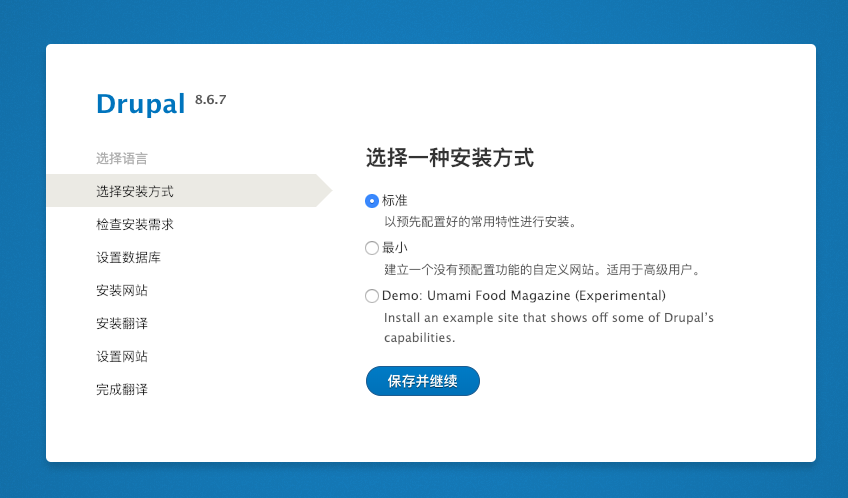 Drupal 8.6.7
选择语言
选择安装方式
检查安装需求
设置数据库
安装网站
安装翻译
设置网站
完成翻译
选择一种安装方式
标准
以预先配置好的常用特性进行安装。
最小
建立一个没有预配置功能的自定义网站。适用于高级用户。
Demo: Umami Food Magazine (Experimental)
Install an example site that shows off some of Drupal's
capabilities.
保存并继续